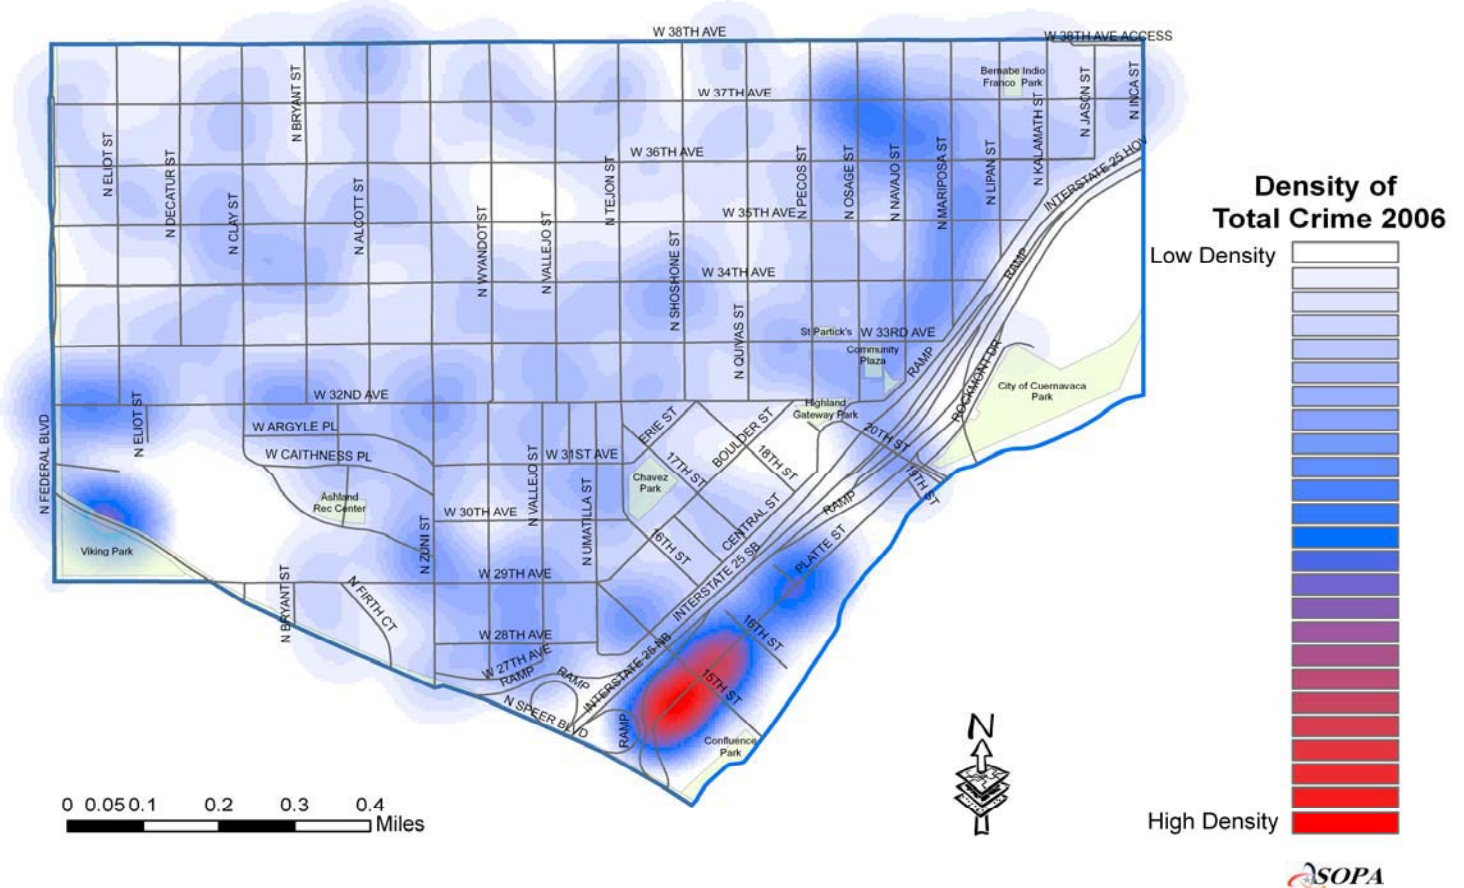 W 38TH AVE
W 38TH AVE ACCESS
Bernabe Indio
Franco Park
W 37TH AVE
N BRYANT ST
N JASON ST
N INCA ST
N KALAMATH ST
N ELIOT ST
N DECATUR ST
N CLAY ST
N ALCOTT ST
W 36TH AVE
N TEJON ST
N PECOS ST
N OSAGE ST
N NAVAJO ST
N MARIPOSA ST
N LIPAN ST
INTERSTATE 25 HOV
W 35TH AVE
N WYANDOT ST
N VALLEJO ST
N SHOSHONE ST
W 34TH AVE
RAMP
N QUIVAS ST
St Partick's
W 33RD AVE
Community
Plaza
RAMP
ROCKMONT DR
City of Cuernavaca
Park
W 32ND AVE
Highland
Gateway Park
N FEDERAL BLVD
N ELIOT ST
W ARGYLE PL
W CAITHNESS PL
ERIE ST
BOULDER ST
20TH ST
W 31ST AVE
17TH ST
18TH ST
19TH ST
Chavez
Park
Ashland
Rec Center
N VALLEJO ST
N UMATILLA ST
W 30TH AVE
CENTRAL ST
RAMP
Viking Park
N ZUNI ST
16TH ST
PLATTE ST
W 29TH AVE
INTERSTATE 25 SB
N BRYANT ST
N FIRTH CT
W 28TH AVE
16TH ST
W 27TH AVE
RAMP
RAMP
INTERSTATE 25 NB
15TH ST
N SPEER BLVD
RAMP
Confluence
Park
Density of
Total Crime 2006
Low Density
High Density
N
0 0.05 0.1 0.2 0.3 0.4
Miles
SOPA